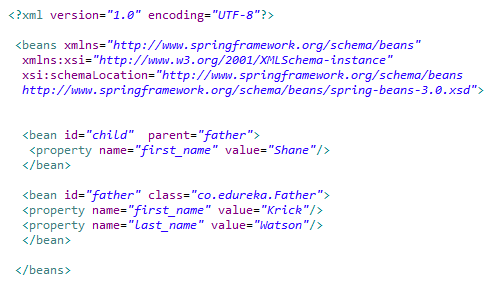 <?xml version="1.0" encoding="UTF-8"?>
<beans xmlns="http://www.springframework.org/schema/beans"
xmlns:xsi="http://www.w3.org/2001/XMLSchema-instance"
xsi:schemaLocation="http://www.springframework.org/schema/beans
http://www.springframework.org/schema/beans/spring-beans-3.0.xsd">
<bean id="child"  parent="father">
<property name="first_name" value="Shane"/>
</bean>
<bean id="father" class="co.edureka.Father">
<property name="first_name" value="Krick"/>
<property name="last_name" value="Watson"/>
</bean>
</beans>